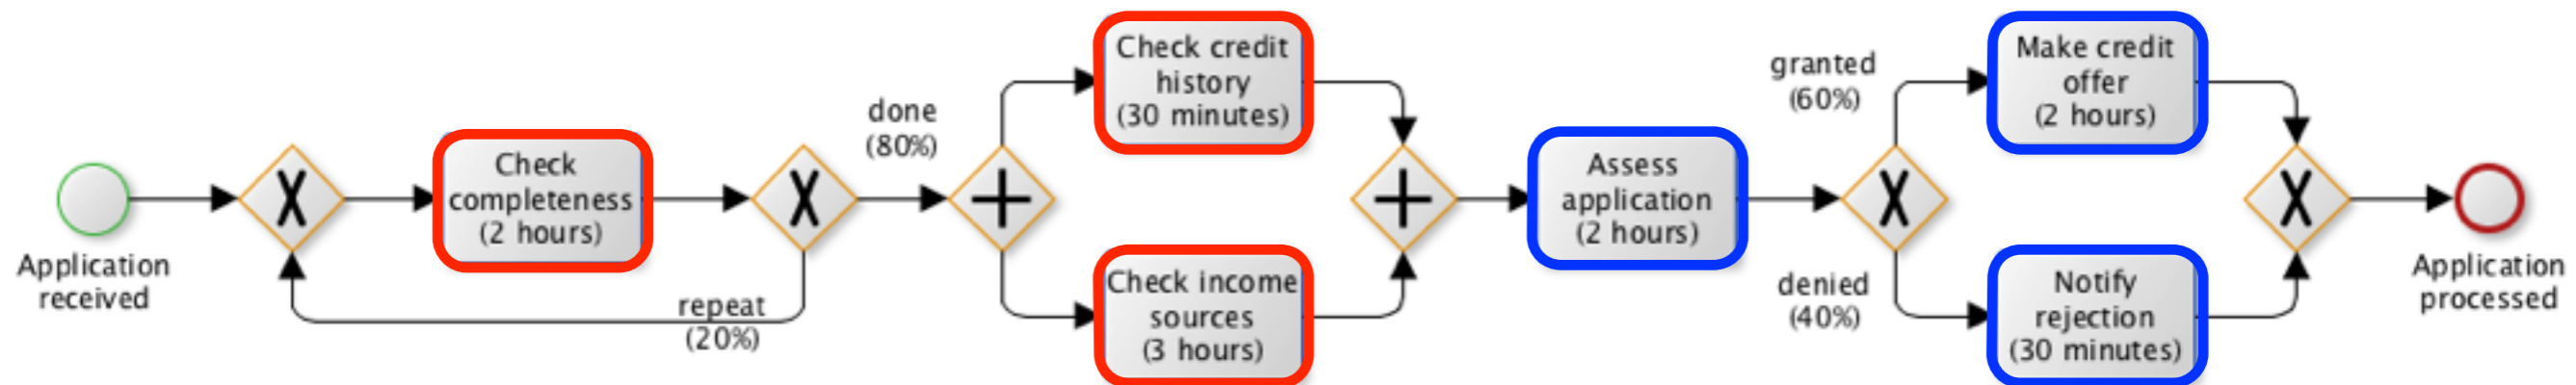 Application
received
Check
completeness
(2 hours)
repeat
(20%)
done
(80%)
Check credit
history
(30 minutes)
Check income
sources
(3 hours)
Assess
application
(2 hours)
granted
(60%)
denied
(40%)
Make credit
offer
(2 hours)
Notify
rejection
(30 minutes)
Application
processed